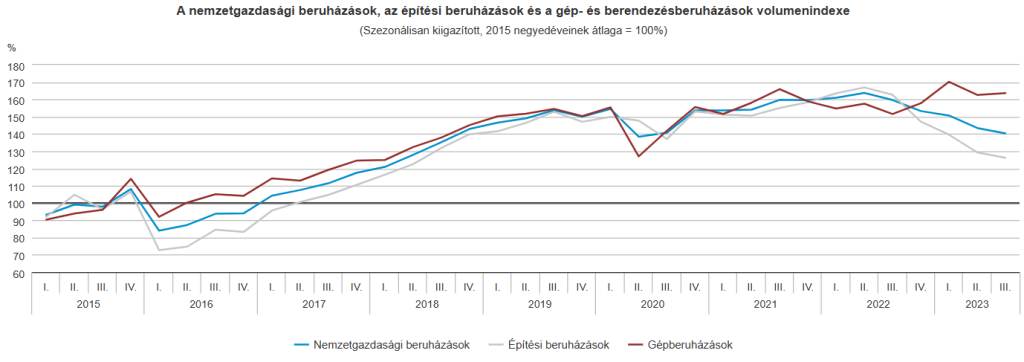 A nemzetgazdasági beruházások, az építési beruházások és a gép- és berendezésberuházások volumenindexe
(Szezonálisan kiigazított, 2015 negyedéveinek átlaga = 100%)
%
180
170
160
150
140
130
120
110
100
90
80
70
60
I. II. III. IV. I. II. III. IV. I. II. III. IV. I. II. III. IV. I. II. III. IV. I. II. III. IV. I. II. III. IV. I. II. III. IV. I. II. III.
2015 2016 2017 2018 2019 2020 2021 2022 2023
Nemzetgazdasági beruházások Építési beruházások Gépberuházások